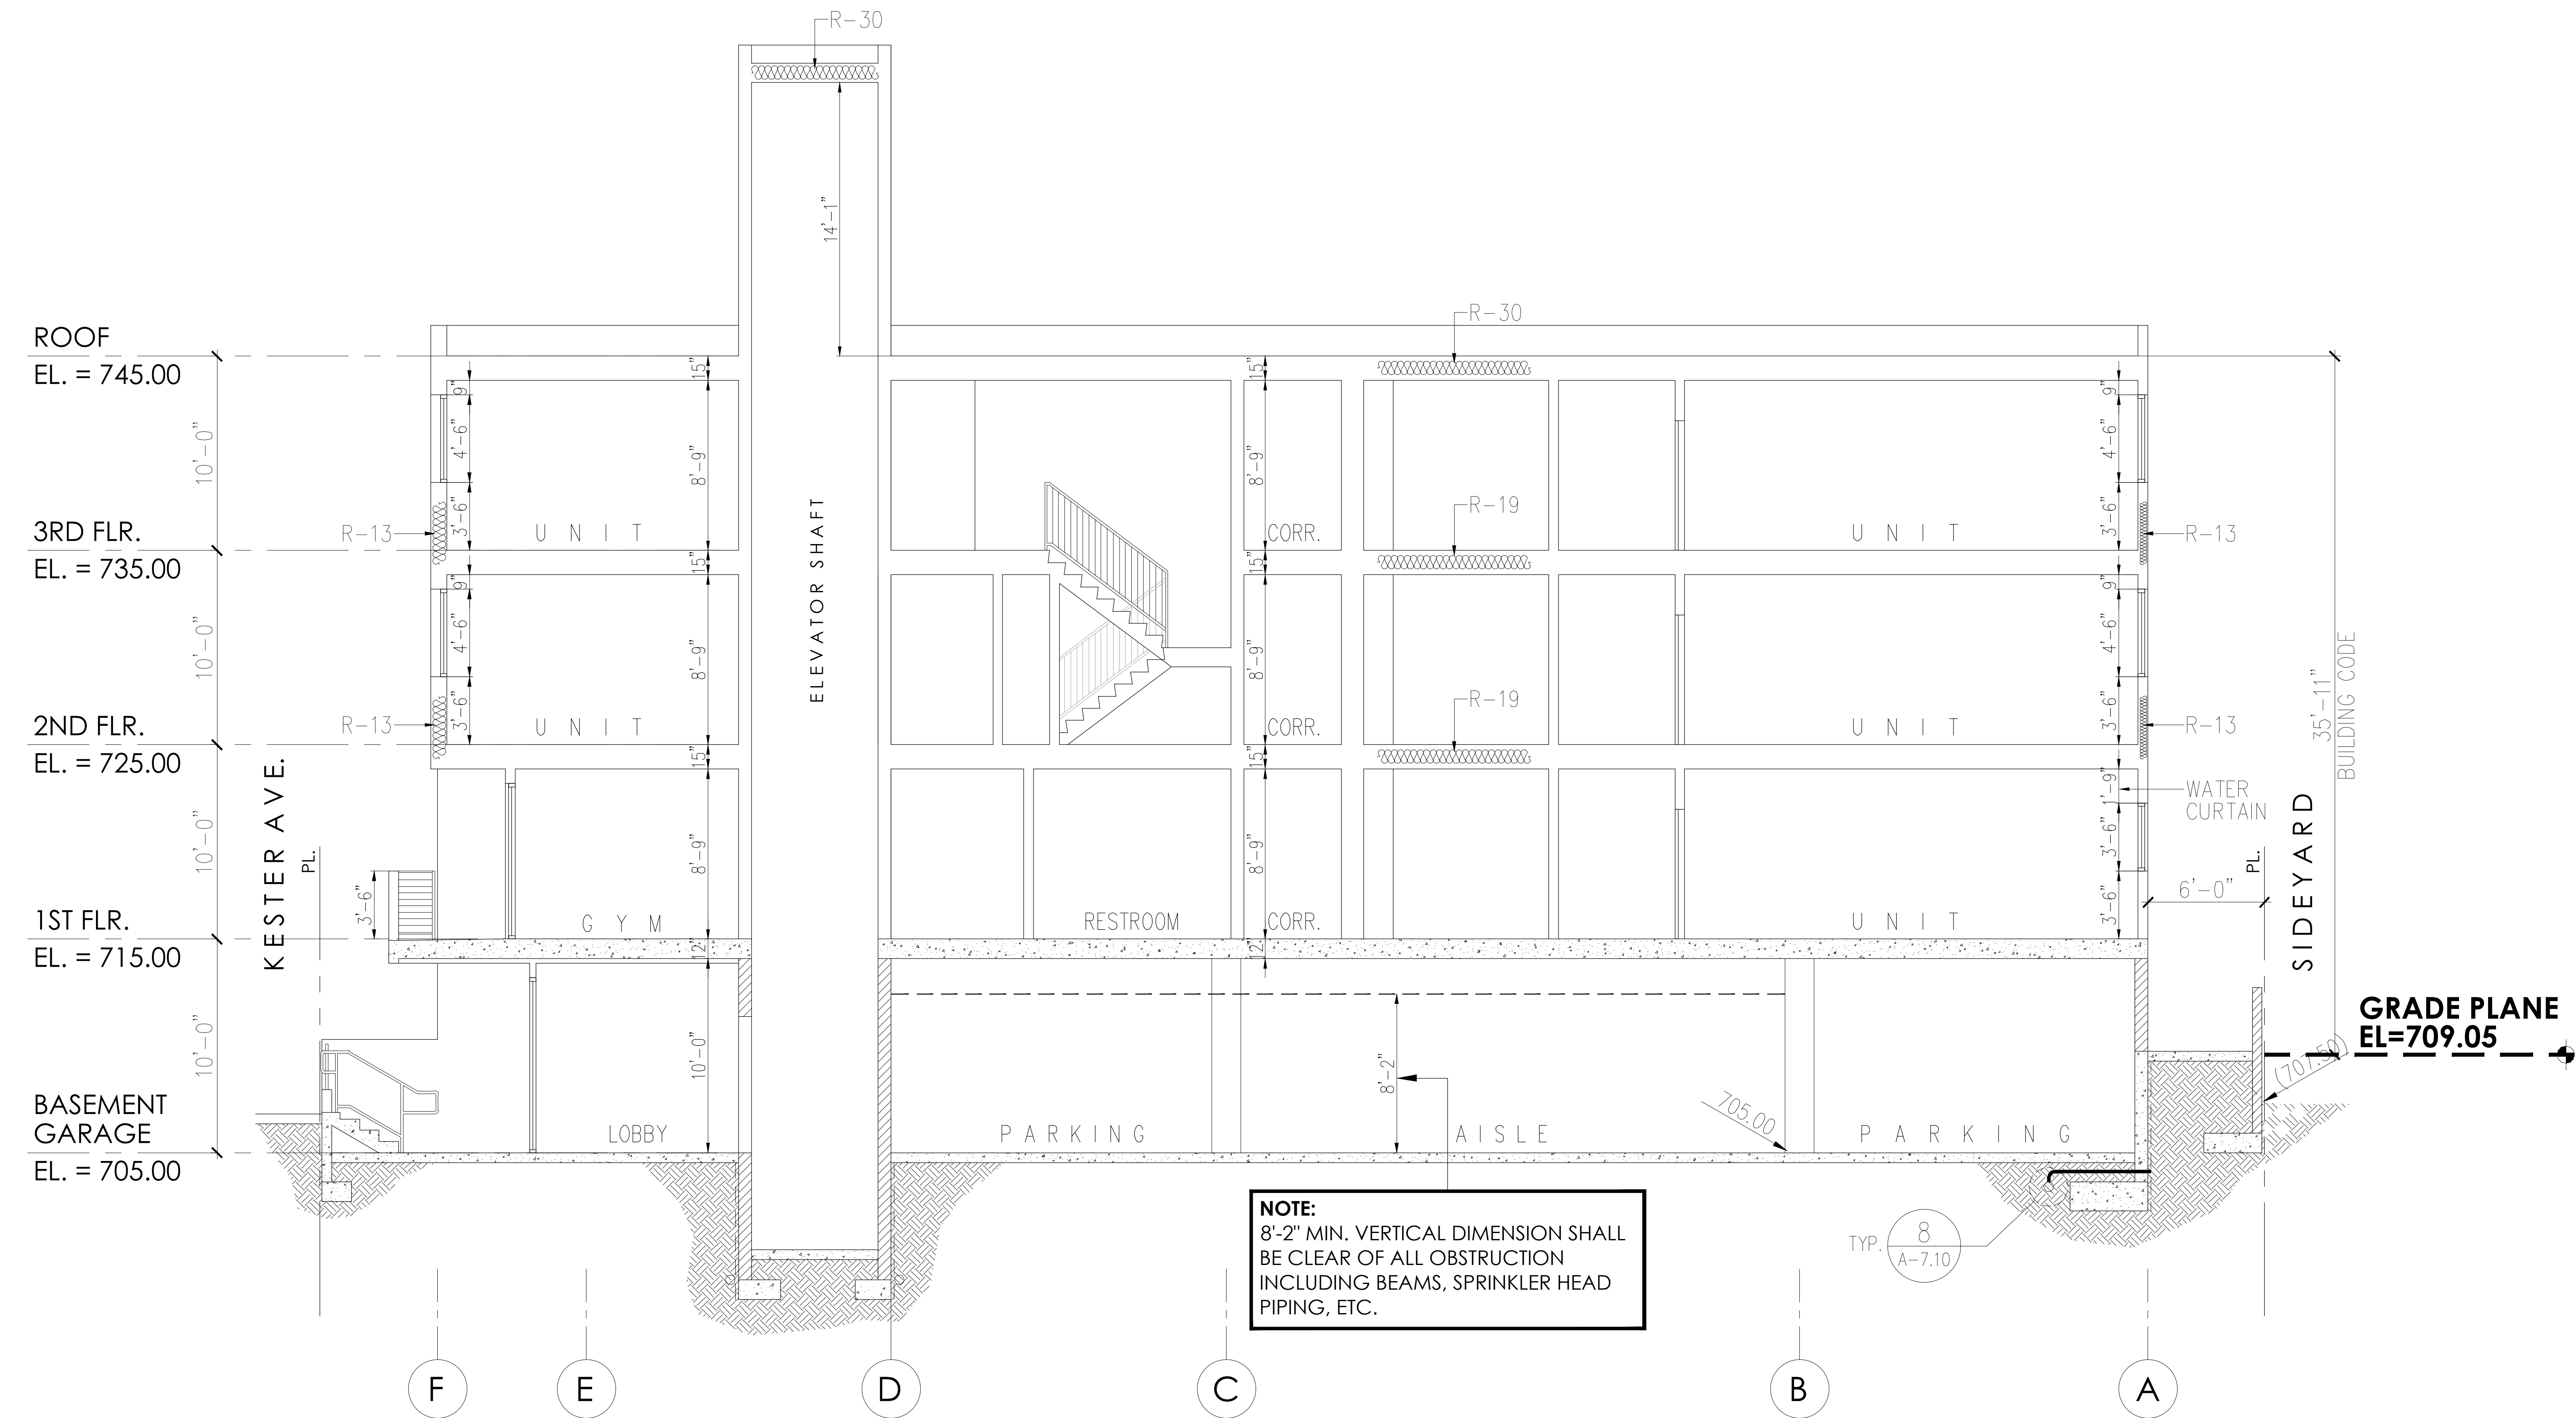 R-30
14'-1"
R-30
ROOF
EL. = 745.00
15"
15"
9"
9"
10'-0"
4'-6"
8'-9"
8'-9"
4'-6"
ELEVATOR SHAFT
R-19
3RD FLR.
R-13
3'-6"
U N I T
CORR.
U N I T
3'-6"
R-13
EL. = 735.00
15"
15"
9"
9"
10'-0"
4'-6"
8'-9"
8'-9"
4'-6"
35'-11"
BUILDING CODE
R-19
2ND FLR.
R-13
3'-6"
U N I T
CORR.
U N I T
3'-6"
R-13
EL. = 725.00
15"
15"
1'-9"
WATER
CURTAIN
KESTER AVE.
PL.
10'-0"
8'-9"
8'-9"
3'-6"
PL.
SIDEYARD
6'-0"
3'-6"
3'-6"
1ST FLR.
G Y M
RESTROOM
CORR.
U N I T
EL. = 715.00
12"
12"
GRADE PLANE
EL=709.05
(707.50)
10'-0"
10'-0"
8'-2"
BASEMENT
GARAGE
LOBBY
P A R K I N G
A I S L E
705.00
P A R K I N G
EL. = 705.00
NOTE:
8'-2" MIN. VERTICAL DIMENSION SHALL
BE CLEAR OF ALL OBSTRUCTION
INCLUDING BEAMS, SPRINKLER HEAD
PIPING, ETC.
TYP.
8
A-7.10
F
E
D
C
B
A